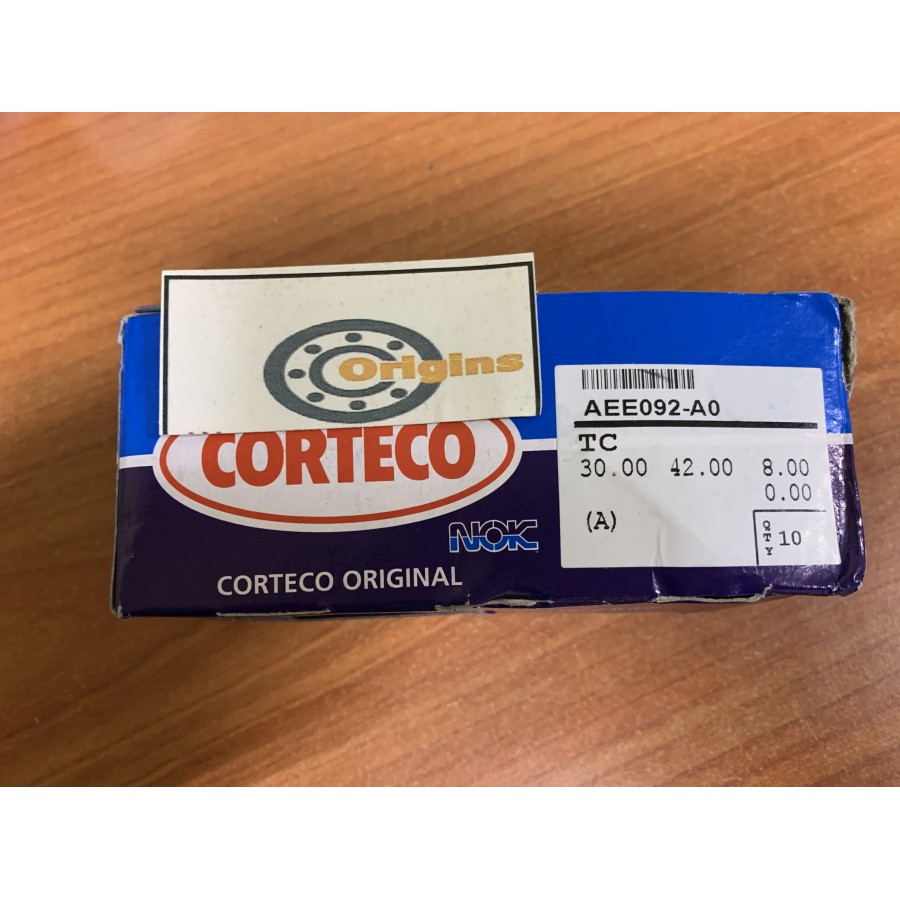 Origins
CORTECO
NOK
CORTECO ORIGINAL
AEE092-A0
TC
30.00 42.00 8.00
0.00
(A)
QTY 10